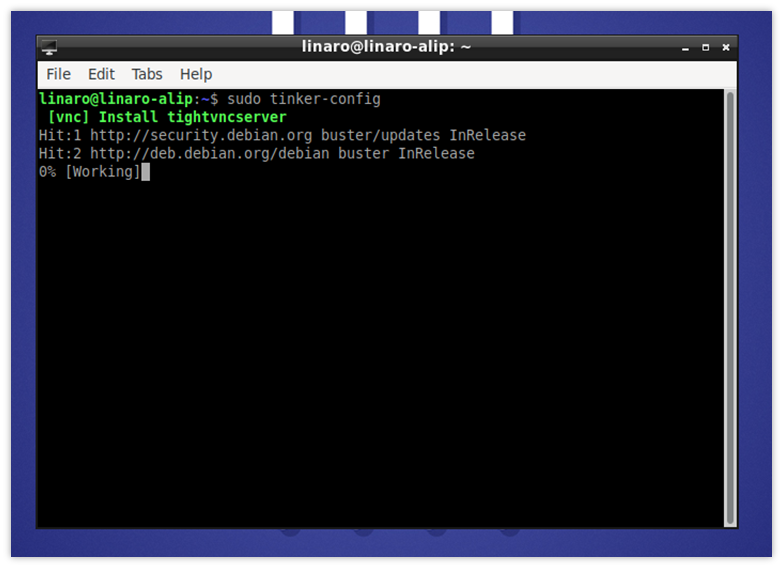 linaro@linaro-alip: ~
File Edit Tabs Help
linaro@linaro-alip:~$ sudo tinker-config
[vnc] Install tightvncserver
Hit:1 http://security.debian.org buster/updates InRelease
Hit:2 http://deb.debian.org/debian buster InRelease
0% [Working]